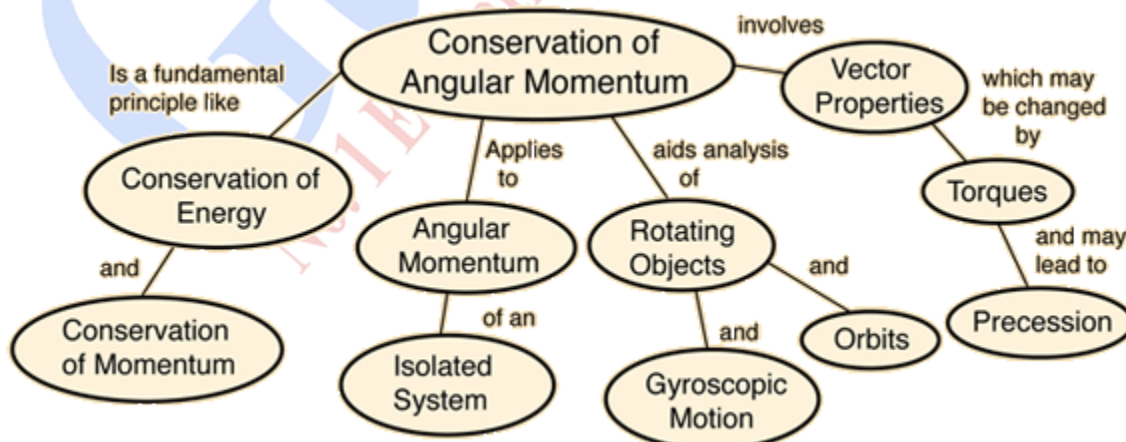 Conservation of
Angular Momentum
involves
Vector
Properties
which may
be changed
by
Torques
and may
lead to
Precession
Is a fundamental
principle like
Conservation of
Energy
and
Conservation
of Momentum
Applies
to
Angular
Momentum
of an
Isolated
System
aids analysis
of
Rotating
Objects
and
Orbits
and
Gyroscopic
Motion